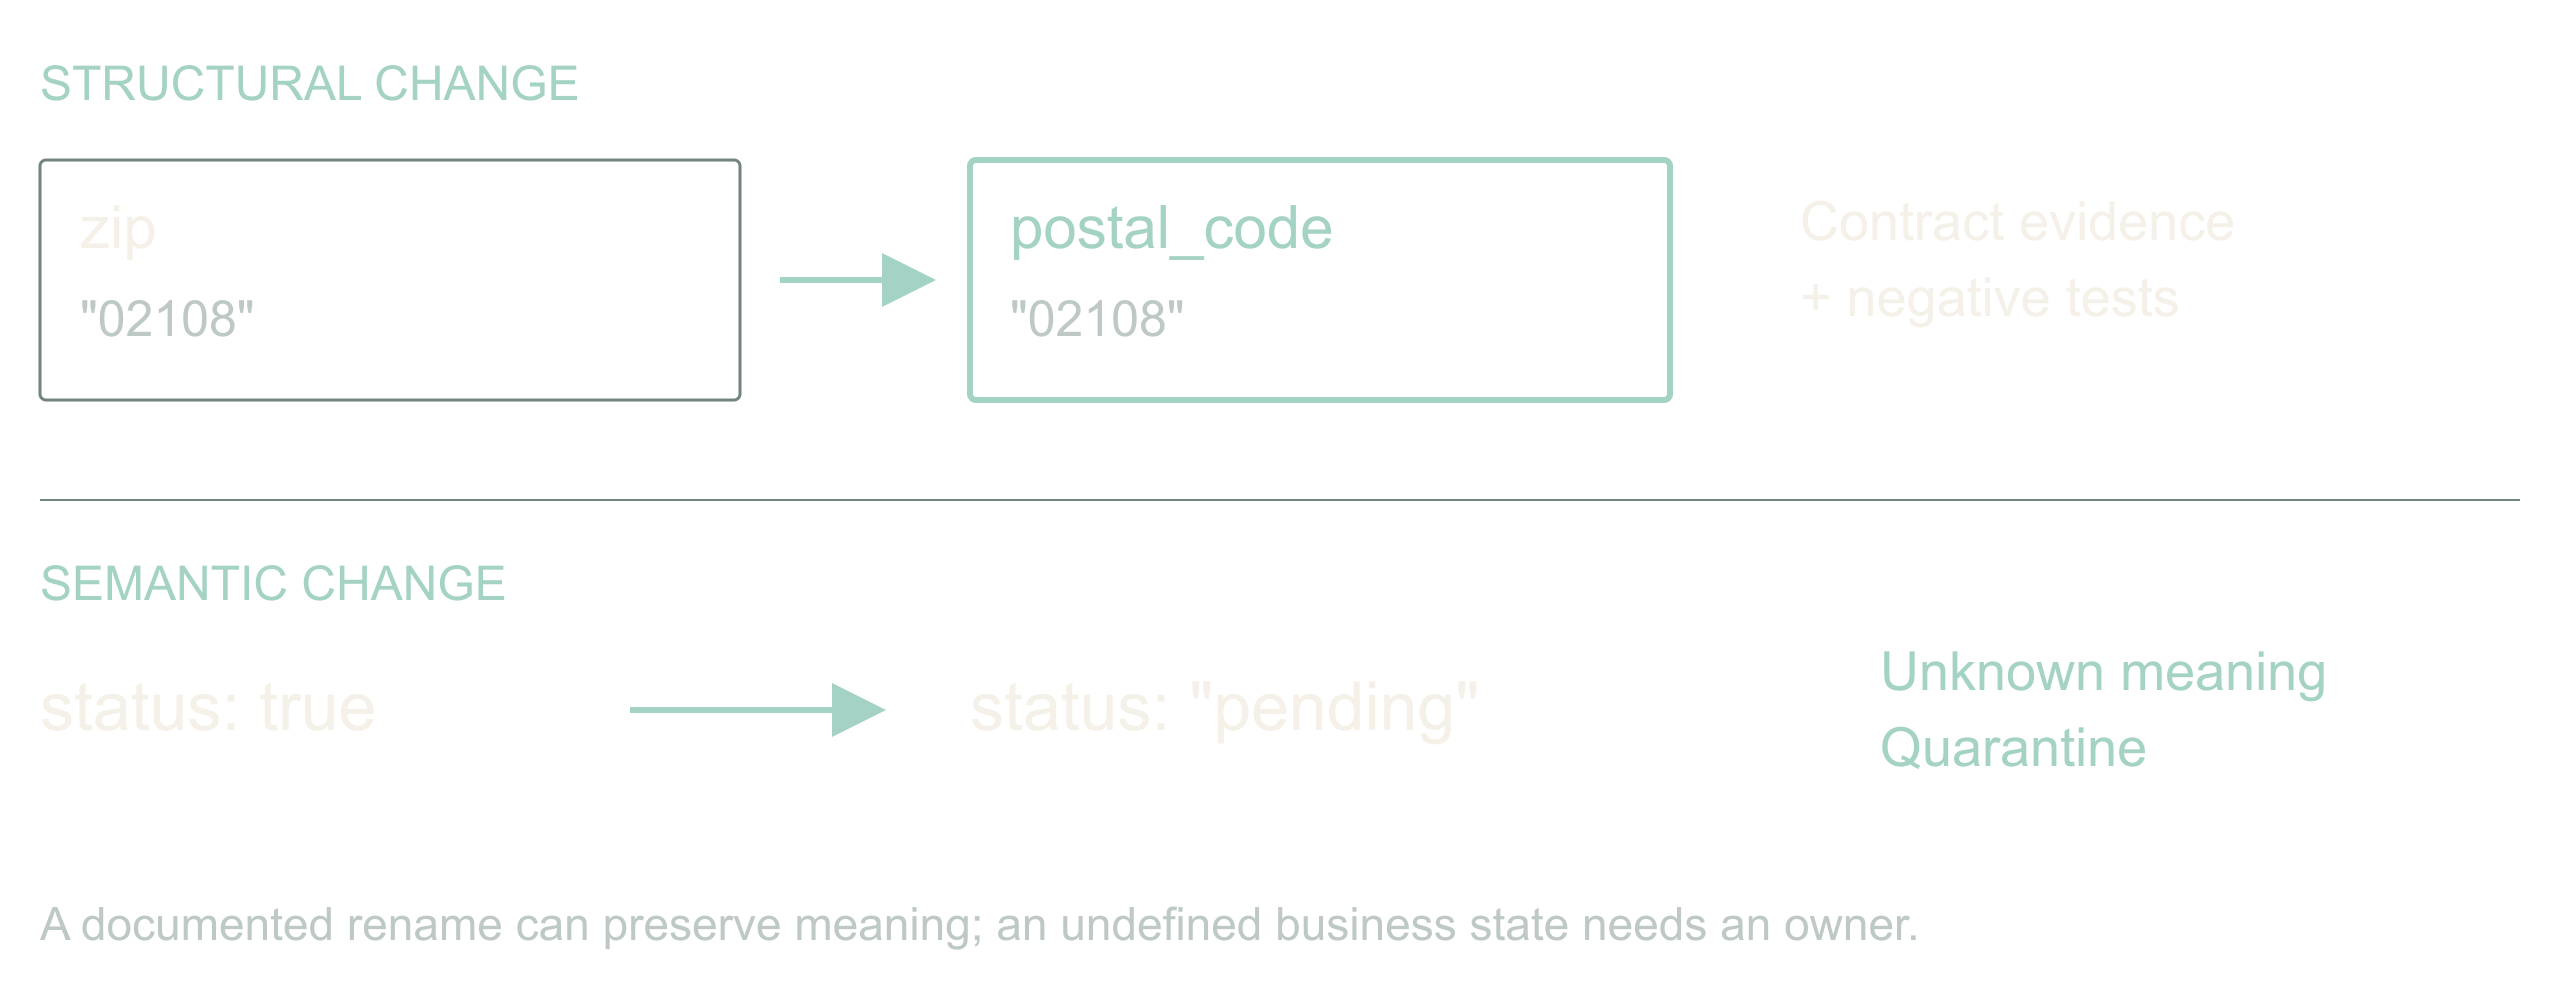 STRUCTURAL CHANGE
zip
"02108"
postal_code
"02108"
Contract evidence
+ negative tests
SEMANTIC CHANGE
status: true
status: "pending"
Unknown meaning
Quarantine
A documented rename can preserve meaning; an undefined business state needs an owner.